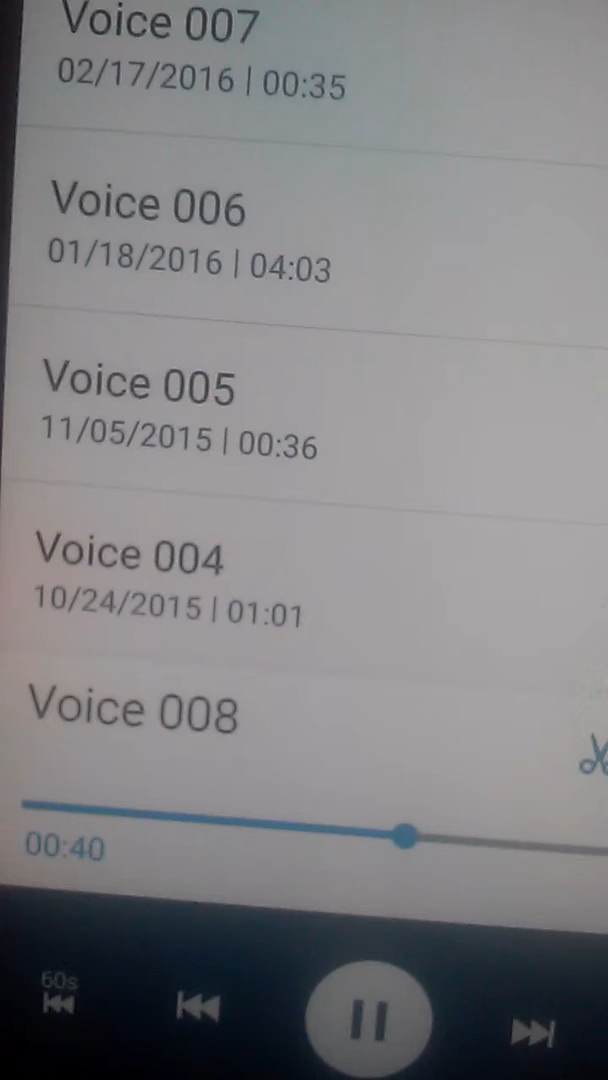 Voice 007
02/17/2016 | 00:35
Voice 006
01/18/2016 | 04:03
Voice 005
11/05/2015 | 00:36
Voice 004
10/24/2015 | 01:01
Voice 008
00:40
60s